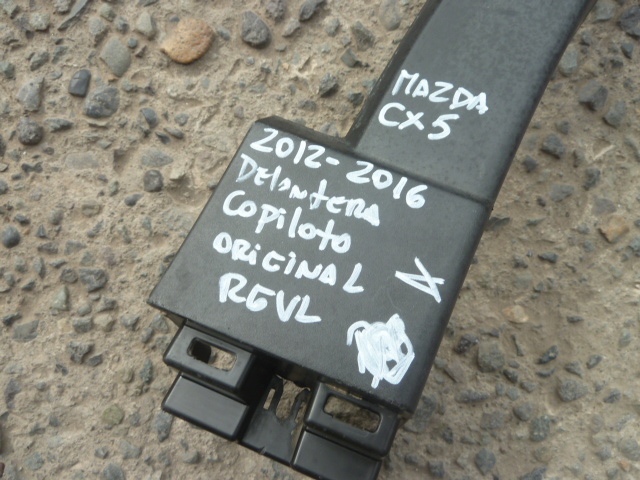 MAZDA
CX5
2012-2016
DElANTERA
COPiloto
ORiGiNAL
REVL